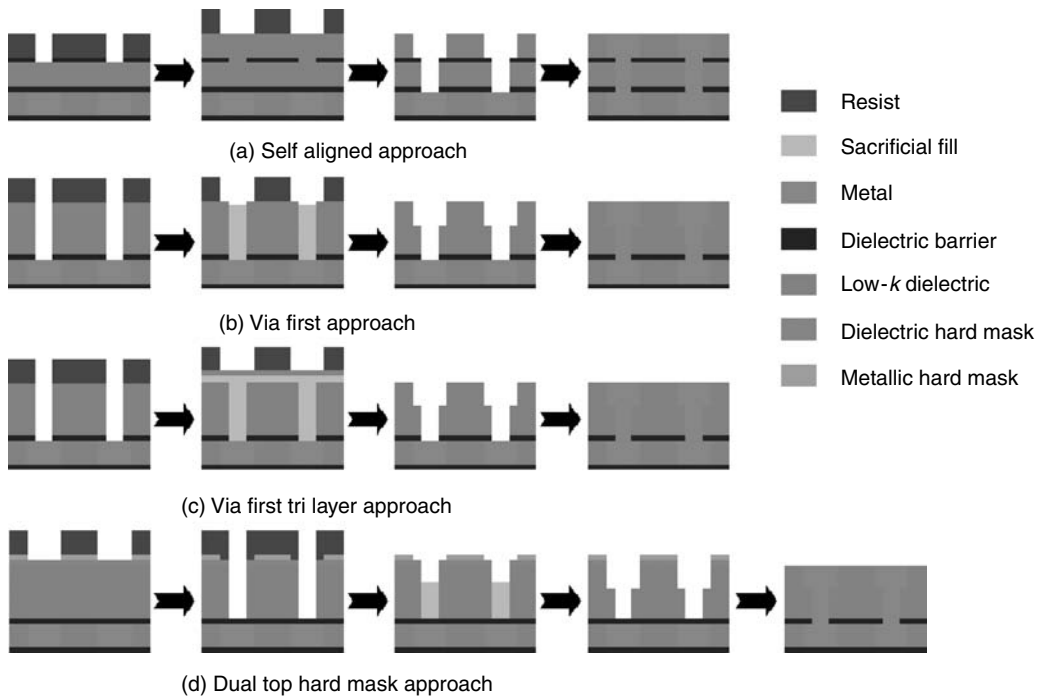 (a) Self aligned approach
(b) Via first approach
(c) Via first tri layer approach
(d) Dual top hard mask approach
Resist
Sacrificial fill
Metal
Dielectric barrier
Low-k dielectric
Dielectric hard mask
Metallic hard mask